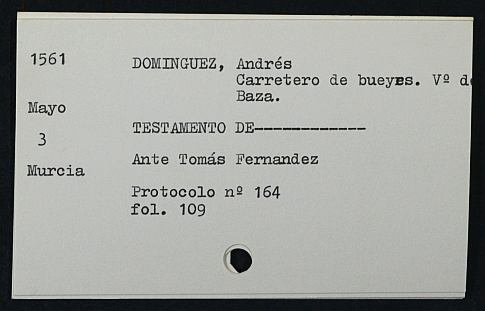 1561
DOMINGUEZ, Andrés
Carretero de bueyes. Vº de
Baza.
Mayo
TESTAMENTO DE------------
3
Ante Tomás Fernandez
Murcia
Protocolo nº 164
fol. 109